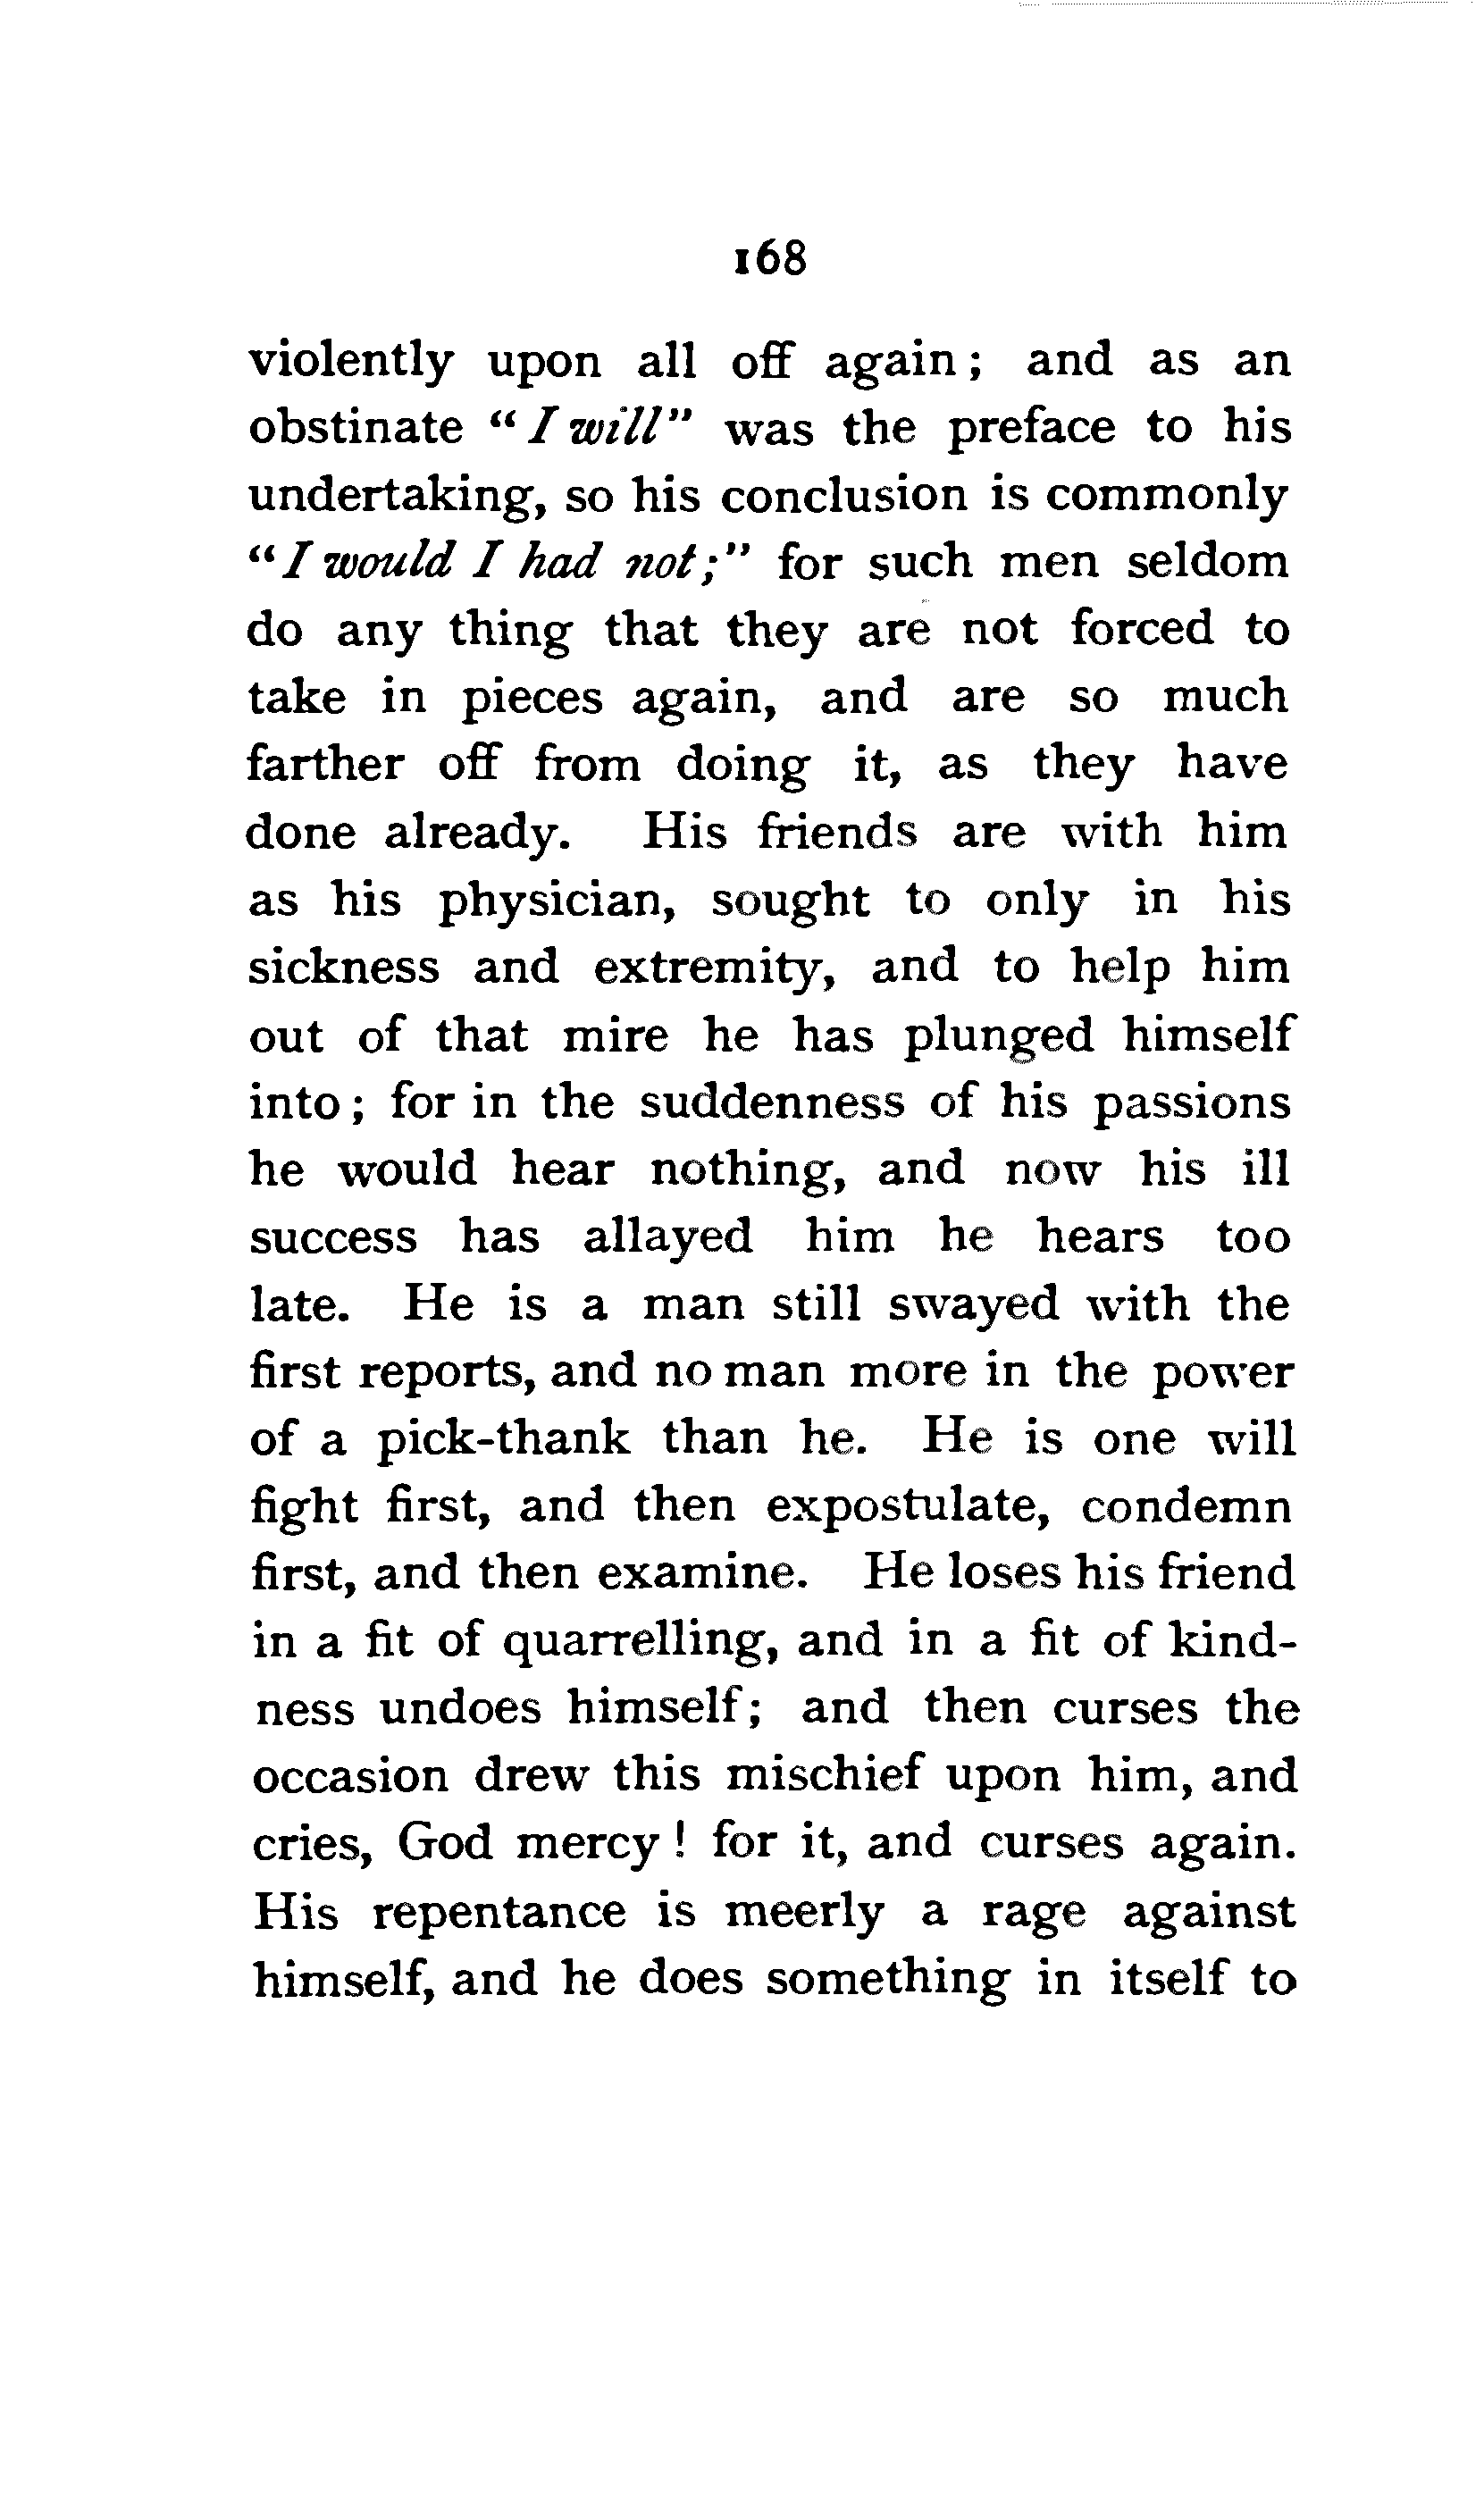 168
violently upon all off again; and as an
obstinate "I will" was the preface to his
undertaking, so his conclusion is commonly
"I would I had not;" for such men seldom
do any thing that they are not forced to
take in pieces again, and are so much
farther off from doing it, as they have
done already. His friends are with him
as his physician, sought to only in his
sickness and extremity, and to help him
out of that mire he has plunged himself
into; for in the suddenness of his passions
he would hear nothing, and now his ill
success has allayed him he hears too
late. He is a man still swayed with the
first reports, and no man more in the power
of a pick-thank than he. He is one will
fight first, and then expostulate, condemn
first, and then examine. He loses his friend
in a fit of quarrelling, and in a fit of kind-
ness undoes himself; and then curses the
occasion drew this mischief upon him, and
cries, God mercy! for it, and curses again.
His repentance is meerly a rage against
himself, and he does something in itself to